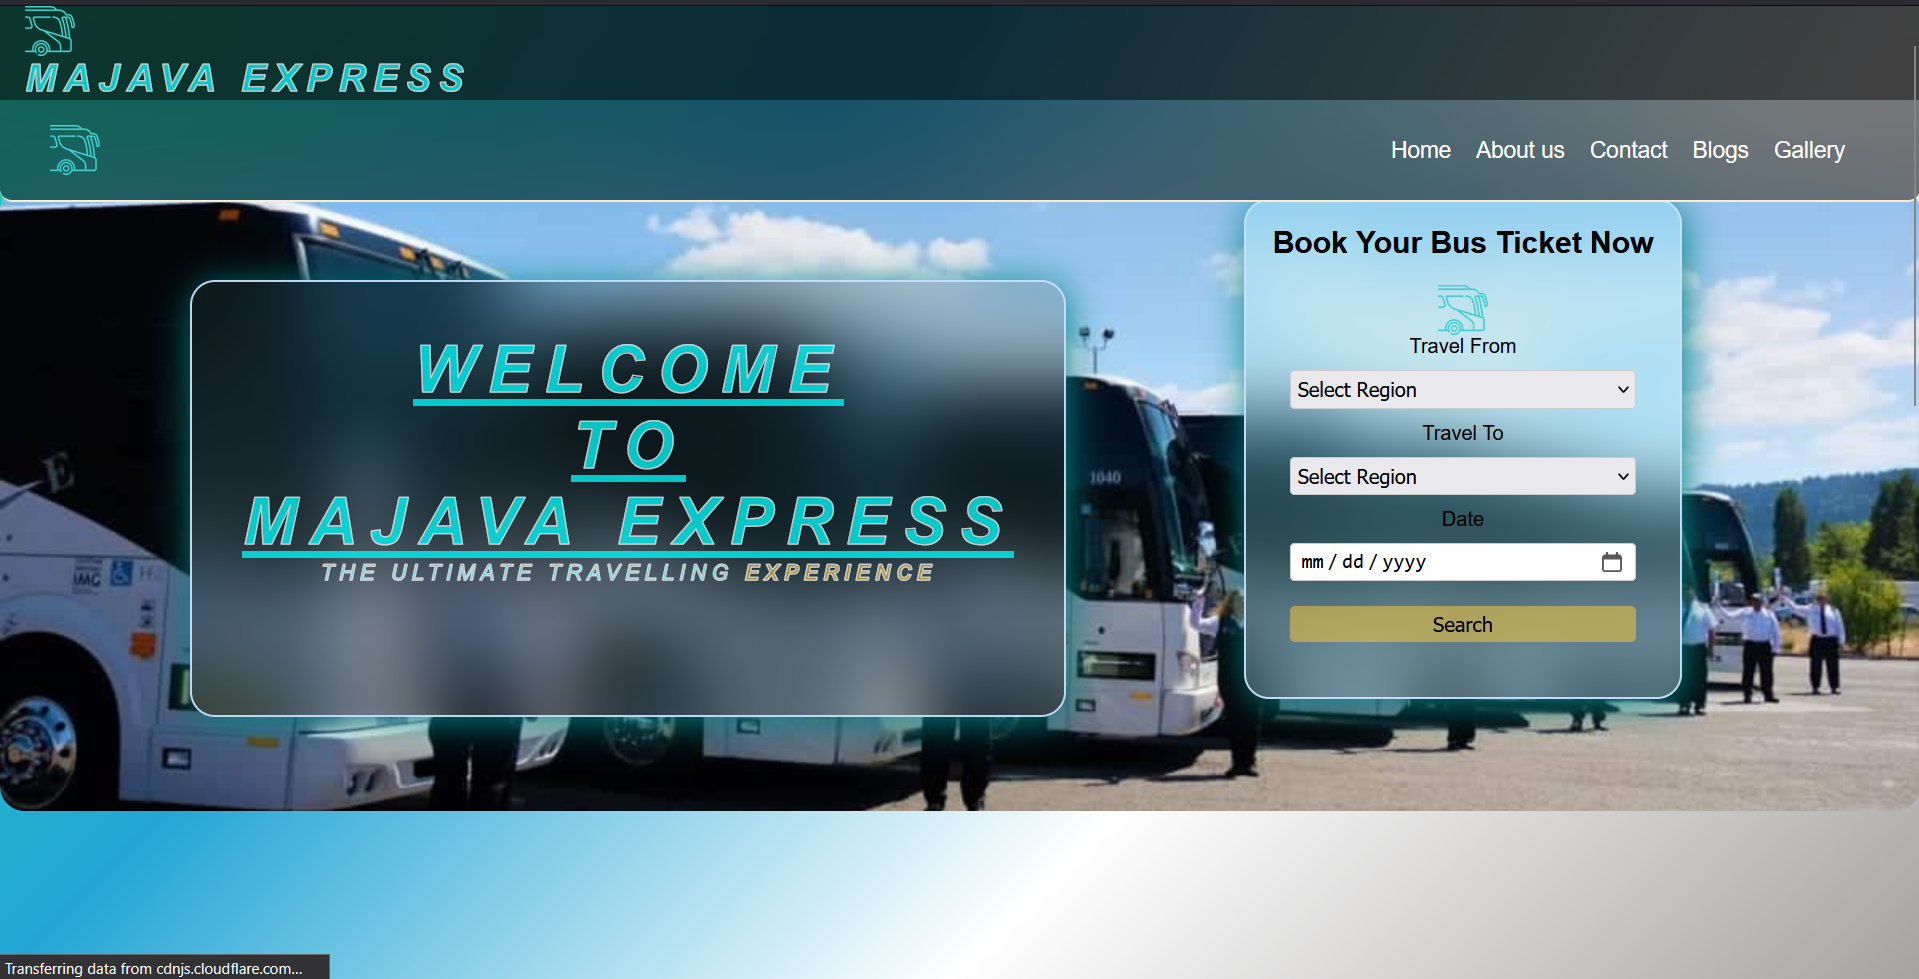 MAJAVA EXPRESS
Home About us Contact Blogs Gallery
WELCOME
TO
MAJAVA EXPRESS
THE ULTIMATE TRAVELLING EXPERIENCE
Book Your Bus Ticket Now
Travel From
Select Region
Travel To
Select Region
Date
mm/dd/yyyy
Search
1040
E
IMG
Transferring data from cdnjs.cloudflare.com...